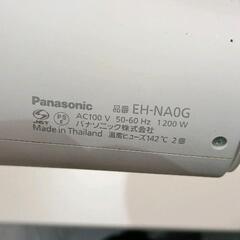 Panasonic 品番 EH-NA0G
AC100 V 50-60 Hz 1200 W
パナソニック株式会社
Made in Thailand 温度ヒューズ142℃ 2個